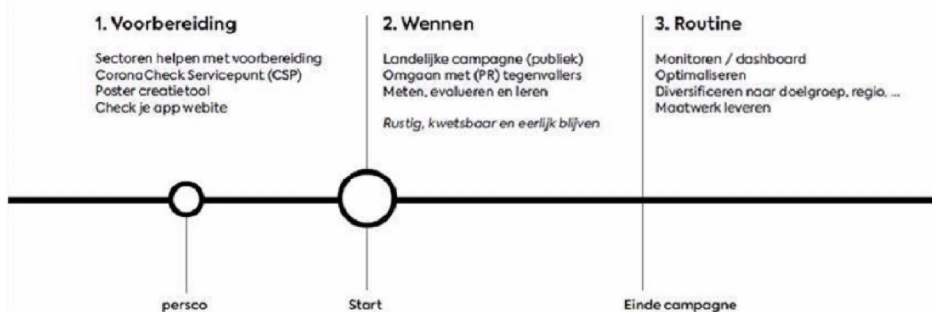 1. Voorbereiding
Sectoren helpen met voorbereiding
CoronaCheck Servicepunt (CSP)
Poster creatietool
Check je app webite
2. Wennen
Landelijke campagne (publiek)
Omgaan met (PR) tegenvallers
Meten, evalueren en leren
Rustig, kwetsbaar en eerlijk blijven
3. Routine
Monitoren / dashboard
Optimaliseren
Diversificeren naar doelgroep, regio, ...
Maatwerk leveren
persco
Start
Einde campagne